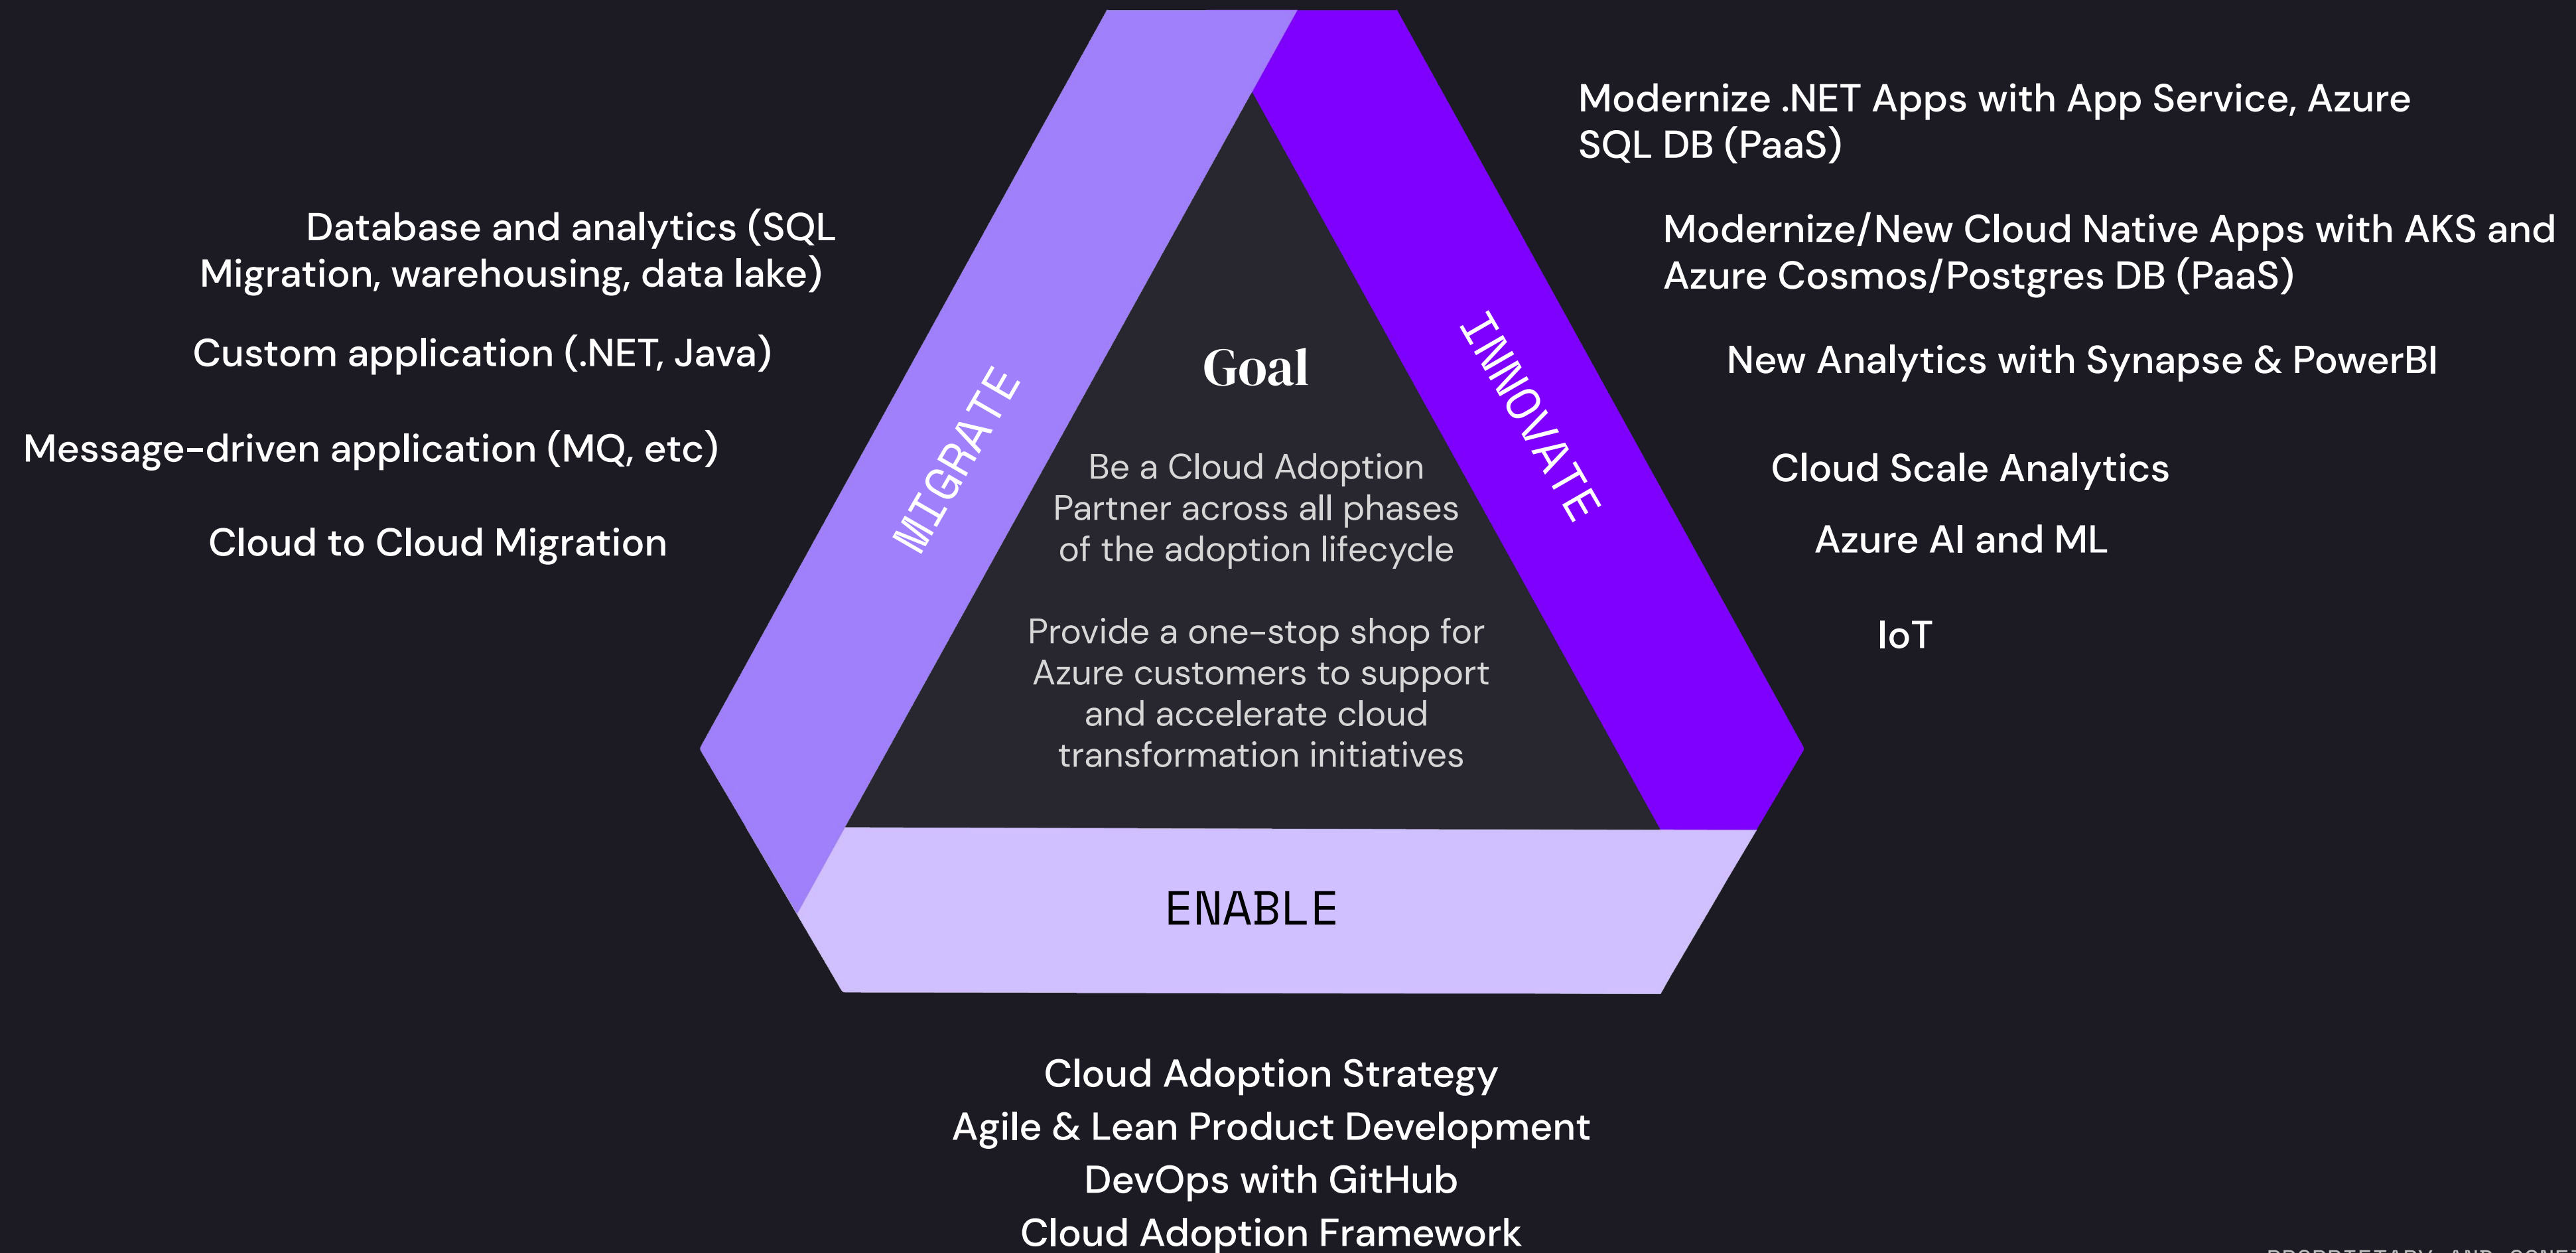 Database and analytics (SQL
Migration, warehousing, data lake)
Custom application (.NET, Java)
Message-driven application (MQ, etc)
Cloud to Cloud Migration
MIGRATE
Goal
Be a Cloud Adoption
Partner across all phases
of the adoption lifecycle
Provide a one-stop shop for
Azure customers to support
and accelerate cloud
transformation initiatives
INNOVATE
Modernize .NET Apps with App Service, Azure
SQL DB (PaaS)
Modernize/New Cloud Native Apps with AKS and
Azure Cosmos/Postgres DB (PaaS)
New Analytics with Synapse & PowerBI
Cloud Scale Analytics
Azure AI and ML
IoT
ENABLE
Cloud Adoption Strategy
Agile & Lean Product Development
DevOps with GitHub
Cloud Adoption Framework